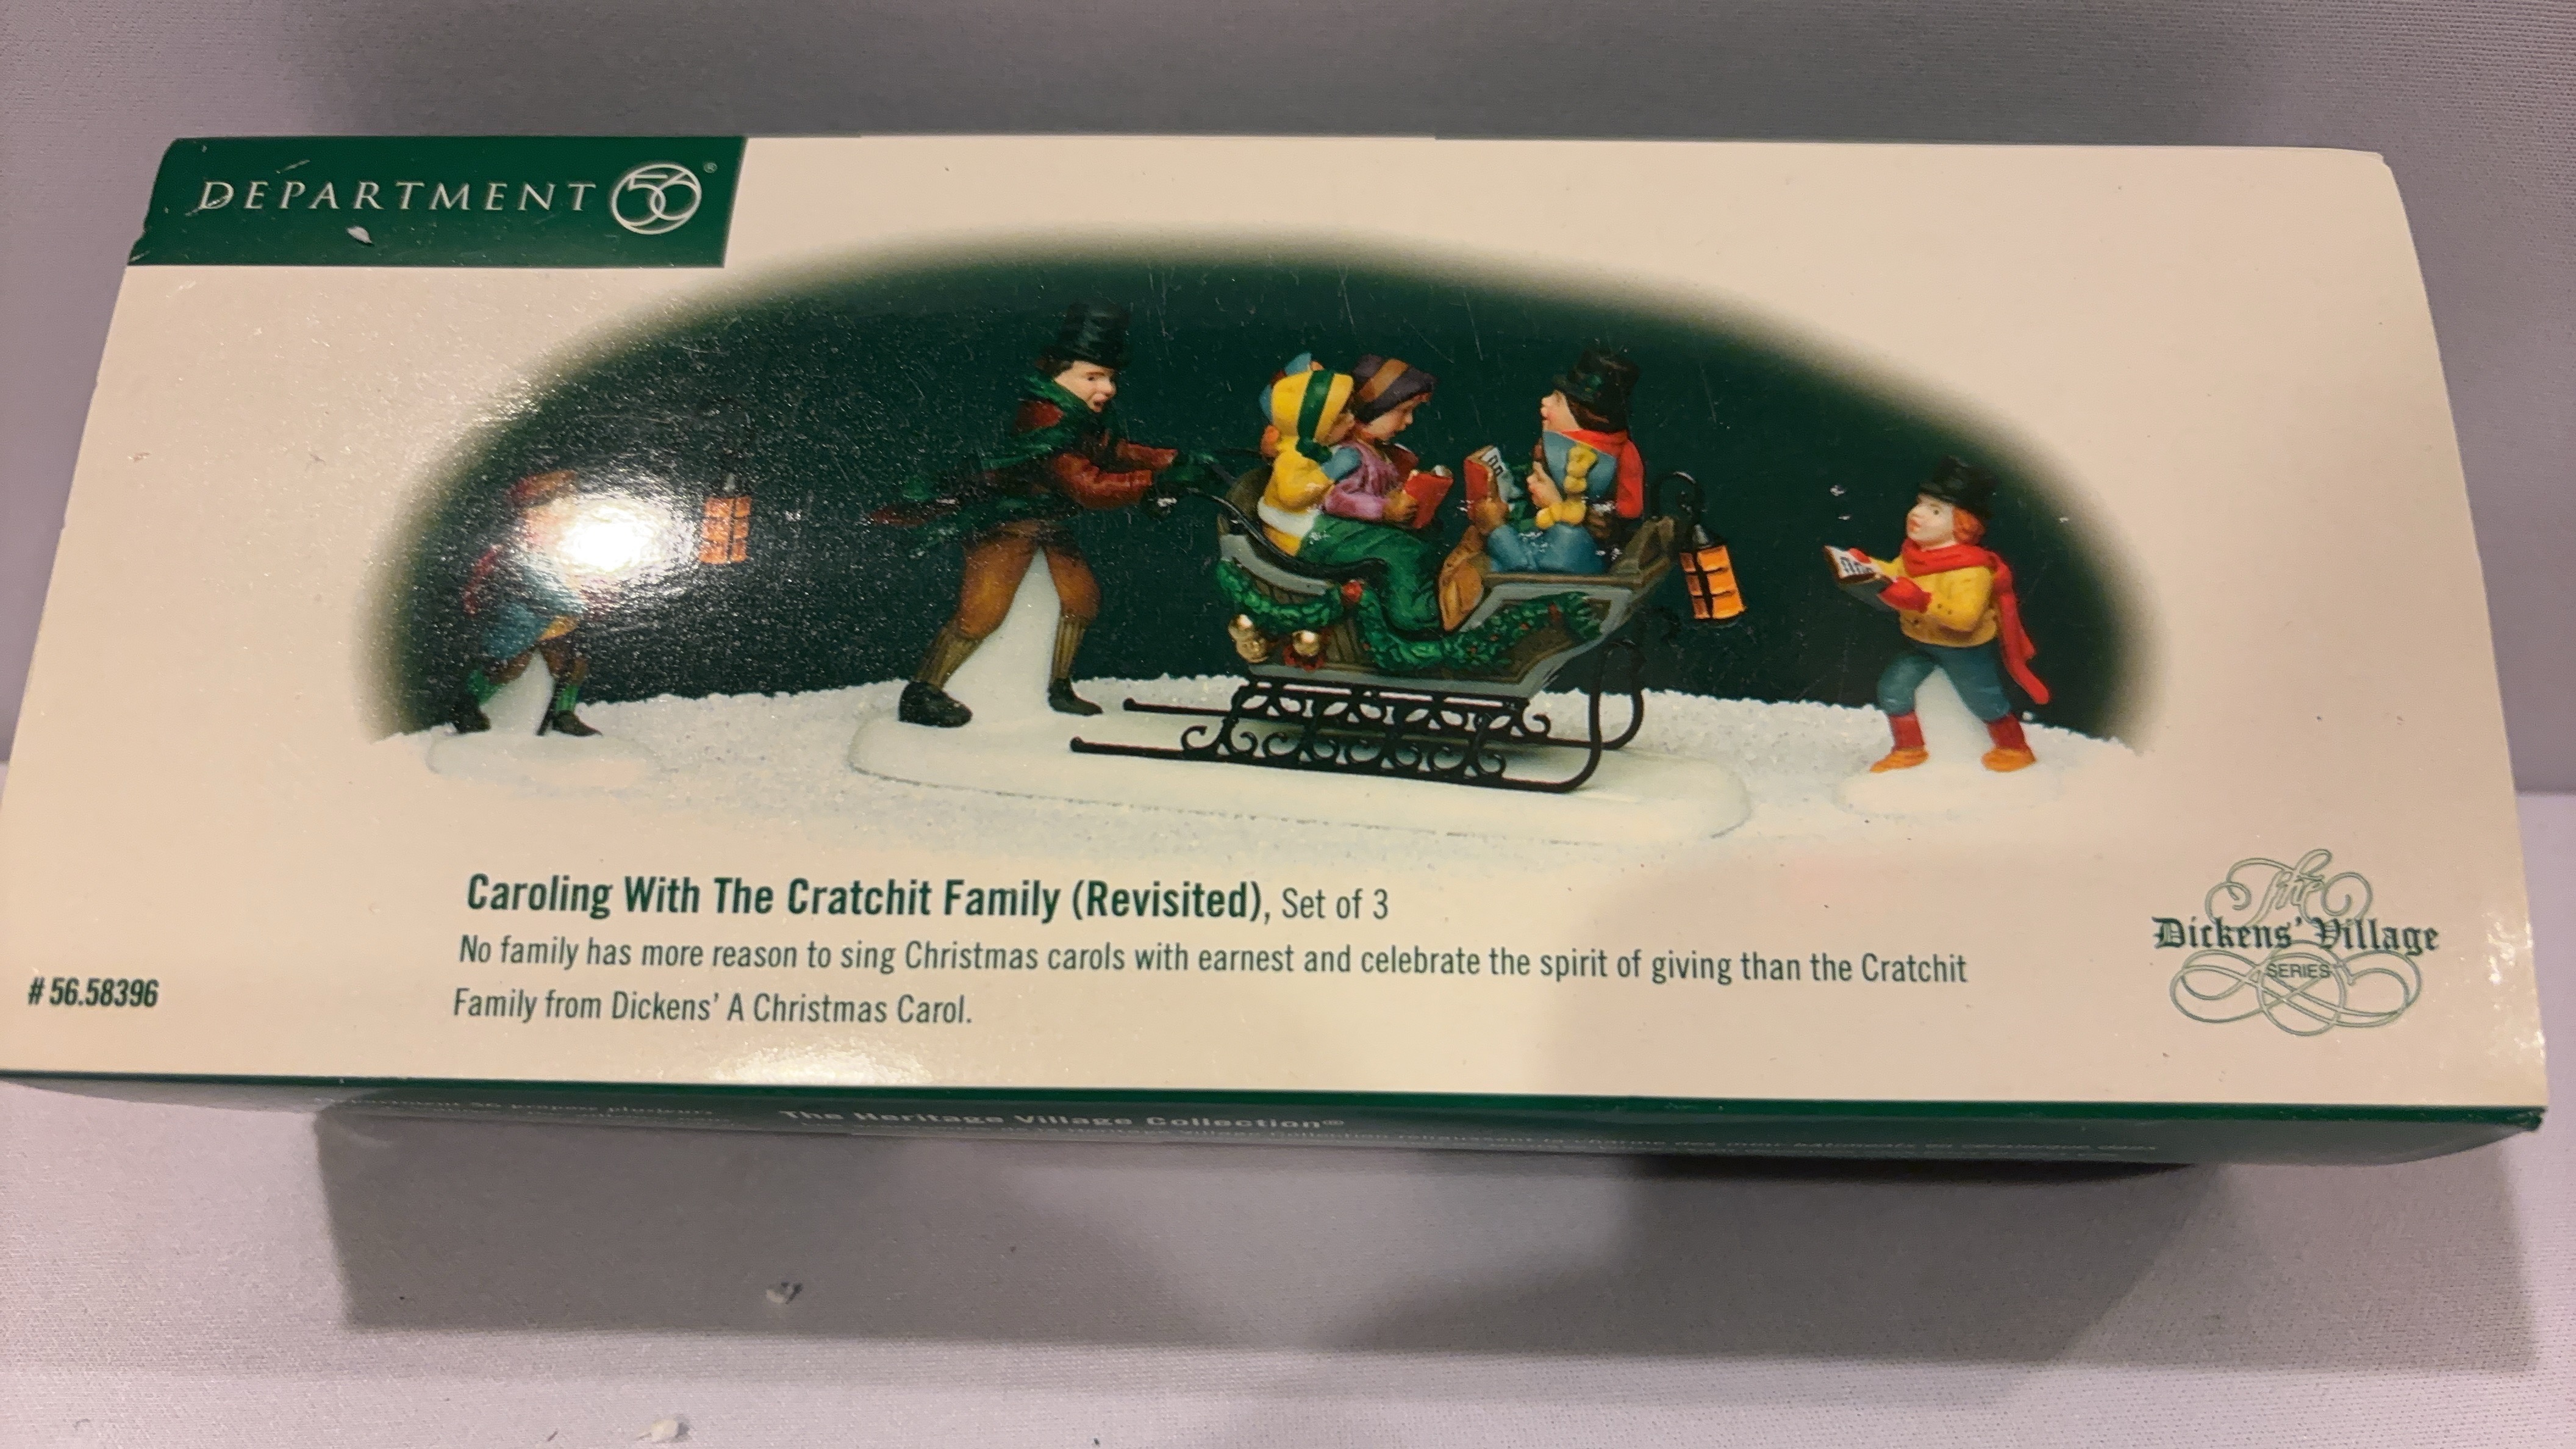 DEPARTMENT 56®
Caroling With The Cratchit Family (Revisited), Set of 3
No family has more reason to sing Christmas carols with earnest and celebrate the spirit of giving than the Cratchit
Family from Dickens' A Christmas Carol.
# 56.58396
The
Dickens' Village
SERIES
The Heritage Village Collection®